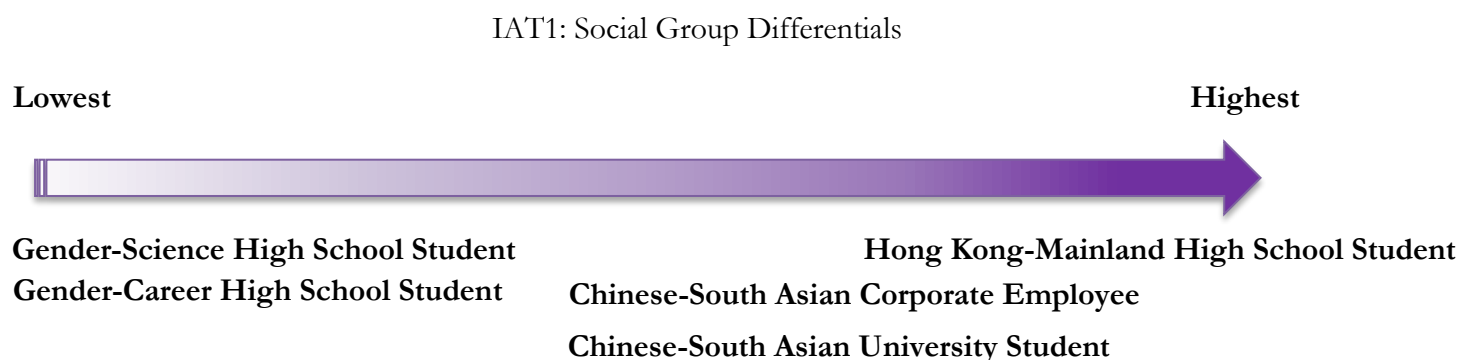 IAT1: Social Group Differentials
Lowest Highest
Gender-Science High School Student Hong Kong-Mainland High School Student
Gender-Career High School Student Chinese-South Asian Corporate Employee
Chinese-South Asian University Student